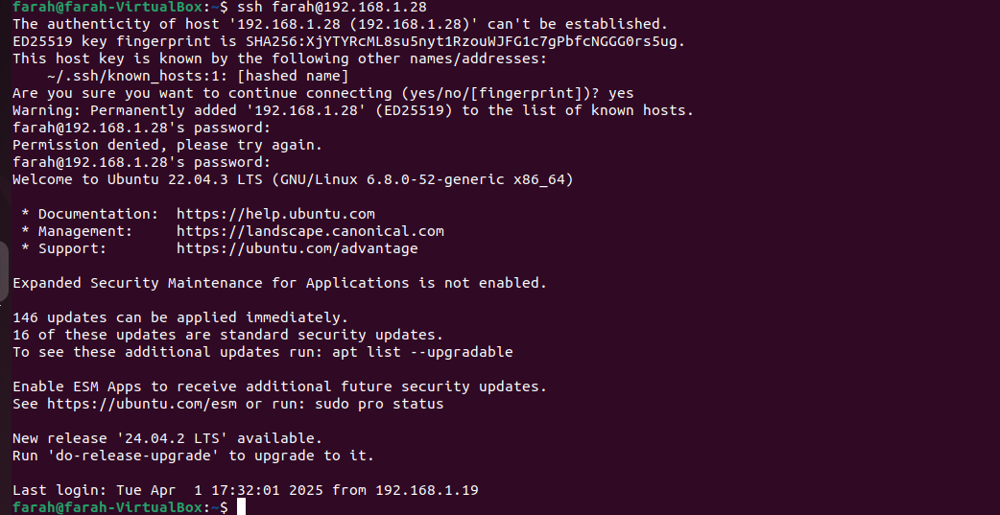 farah@farah-VirtualBox:~$ ssh farah@192.168.1.28
The authenticity of host '192.168.1.28 (192.168.1.28)' can't be established.
ED25519 key fingerprint is SHA256:XjYTYRcML8su5nyt1RzouWJFG1c7gPbfcNGGG0rs5ug.
This host key is known by the following other names/addresses:
    ~/.ssh/known_hosts:1: [hashed name]
Are you sure you want to continue connecting (yes/no/[fingerprint])? yes
Warning: Permanently added '192.168.1.28' (ED25519) to the list of known hosts.
farah@192.168.1.28's password:
Permission denied, please try again.
farah@192.168.1.28's password:
Welcome to Ubuntu 22.04.3 LTS (GNU/Linux 6.8.0-52-generic x86_64)

 * Documentation:  https://help.ubuntu.com
 * Management:     https://landscape.canonical.com
 * Support:        https://ubuntu.com/advantage

Expanded Security Maintenance for Applications is not enabled.

146 updates can be applied immediately.
16 of these updates are standard security updates.
To see these additional updates run: apt list --upgradable

Enable ESM Apps to receive additional future security updates.
See https://ubuntu.com/esm or run: sudo pro status

New release '24.04.2 LTS' available.
Run 'do-release-upgrade' to upgrade to it.

Last login: Tue Apr  1 17:32:01 2025 from 192.168.1.19
farah@farah-VirtualBox:~$